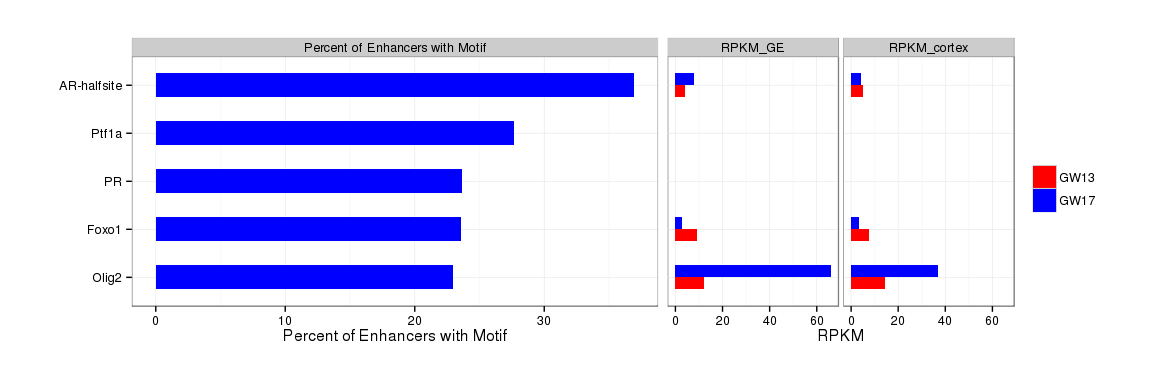 Percent of Enhancers with Motif RPKM_GE RPKM_cortex
AR-halfsite
Ptf1a
PR
Foxo1
Olig2
GW13
GW17
0 10 20 30 0 20 40 60 0 20 40 60
Percent of Enhancers with Motif RPKM